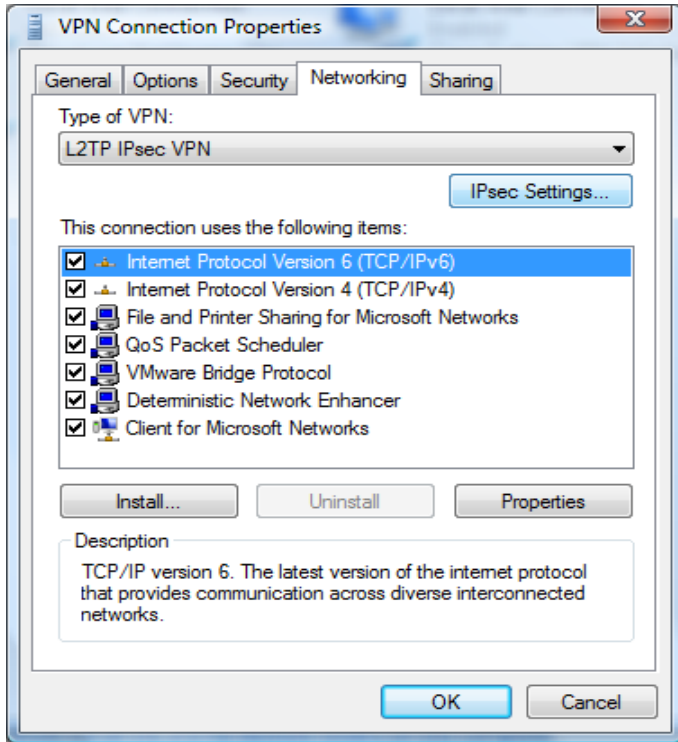 VPN Connection Properties
General Options Security Networking Sharing
Type of VPN:
L2TP IPsec VPN
IPsec Settings...
This connection uses the following items:
Internet Protocol Version 6 (TCP/IPv6)
Internet Protocol Version 4 (TCP/IPv4)
File and Printer Sharing for Microsoft Networks
QoS Packet Scheduler
VMware Bridge Protocol
Deterministic Network Enhancer
Client for Microsoft Networks
Install... Uninstall Properties
Description
TCP/IP version 6. The latest version of the internet protocol
that provides communication across diverse interconnected
networks.
OK Cancel